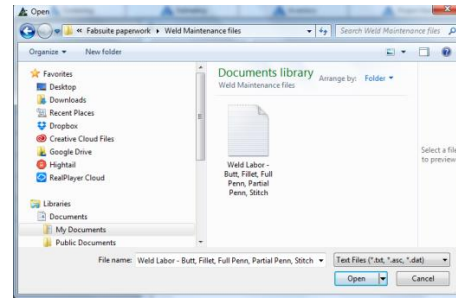 Open
« Fabsuite paperwork ▸ Weld Maintenance files
Search Weld Maintenance files
Organize ▾ New folder
Favorites
Desktop
Downloads
Recent Places
Dropbox
Creative Cloud Files
Google Drive
Hightail
RealPlayer Cloud
Libraries
Documents
My Documents
Public Documents
Documents library
Weld Maintenance files
Arrange by: Folder ▾
Weld Labor -
Butt, Fillet, Full
Penn, Partial
Penn, Stitch
Select a file
to preview
File name: Weld Labor - Butt, Fillet, Full Penn, Partial Penn, Stitch
Text Files (*.txt, *.asc, *.dat)
Open
Cancel